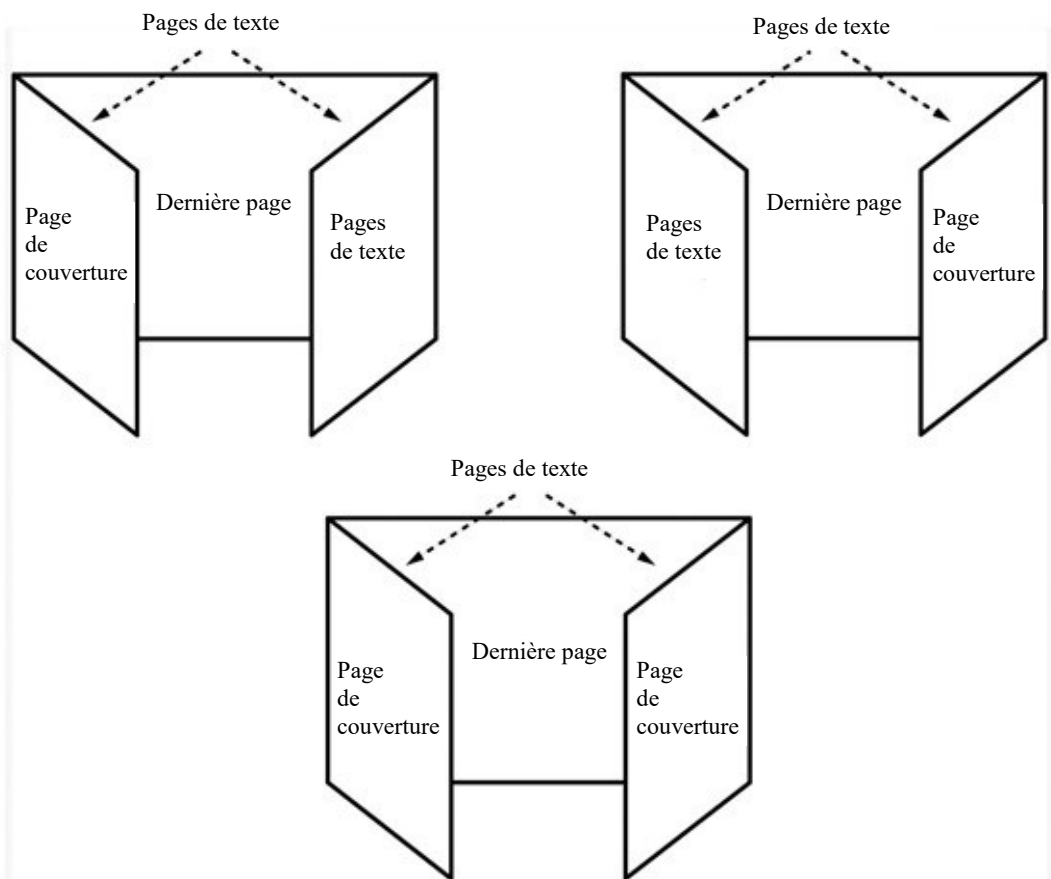 Pages de texte
Page
de
couverture
Dernière page
Pages
de texte
Pages de texte
Pages
de texte
Dernière page
Page
de
couverture
Pages de texte
Page
de
couverture
Dernière page
Page
de
couverture